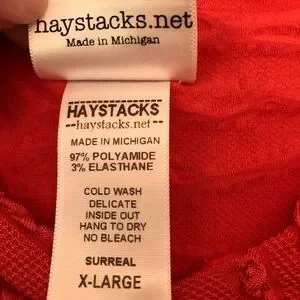 haystacks.net
Made in Michigan
HAYSTACKS
--haystacks.net--
MADE IN MICHIGAN
97% POLYAMIDE
3% ELASTHANE
COLD WASH
DELICATE
INSIDE OUT
HANG TO DRY
NO BLEACH
SURREAL
X-LARGE